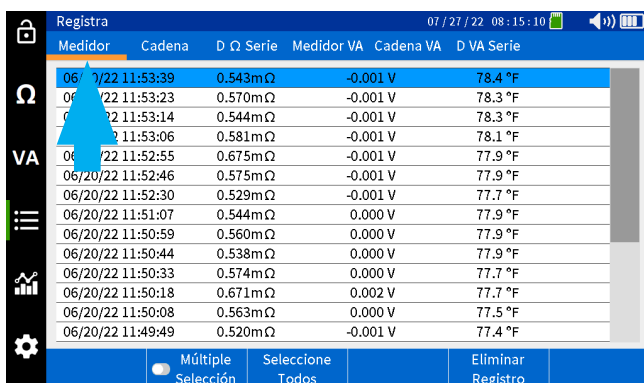 Registra 07/27/22 08:15:10
Medidor Cadena D Ω Serie Medidor VA Cadena VA D VA Serie
06/20/22 11:53:39 0.543mΩ -0.001 V 78.4 °F
06/20/22 11:53:23 0.570mΩ -0.001 V 78.3 °F
22 11:53:14 0.544mΩ -0.001 V 78.3 °F
11:53:06 0.581mΩ -0.001 V 78.1 °F
06/20/22 11:52:55 0.675mΩ -0.001 V 77.9 °F
06/20/22 11:52:46 0.575mΩ -0.001 V 77.9 °F
06/20/22 11:52:30 0.529mΩ -0.001 V 77.7 °F
06/20/22 11:51:07 0.544mΩ 0.000 V 77.9 °F
06/20/22 11:50:59 0.560mΩ 0.000 V 77.9 °F
06/20/22 11:50:44 0.538mΩ 0.000 V 77.9 °F
06/20/22 11:50:33 0.574mΩ 0.000 V 77.7 °F
06/20/22 11:50:18 0.671mΩ 0.002 V 77.7 °F
06/20/22 11:50:08 0.563mΩ 0.000 V 77.5 °F
06/20/22 11:49:49 0.520mΩ -0.001 V 77.4 °F
Ω
VA
Múltiple Selección
Seleccione Todos
Eliminar Registro